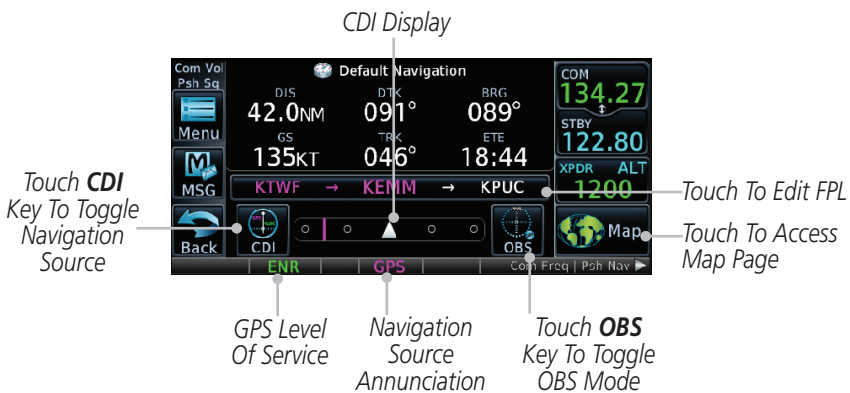 CDI Display
Com Vol
Psh Sq
Default Navigation
COM
134.27
DIS
DTK
BRG
42.0NM
091°
089°
STBY
122.80
Menu
GS
TRK
ETE
135KT
046°
18:44
XPDR ALT
1200
MSG
KTWF → KEMM → KPUC
Touch To Edit FPL
Touch CDI
Key To Toggle
Navigation
Source
Back
GPS
VLOC
CDI
OBS
Map
Touch To Access
Map Page
ENR
GPS
Com Freq | Psh Nav
GPS Level
Of Service
Navigation
Source
Annunciation
Touch OBS
Key To Toggle
OBS Mode